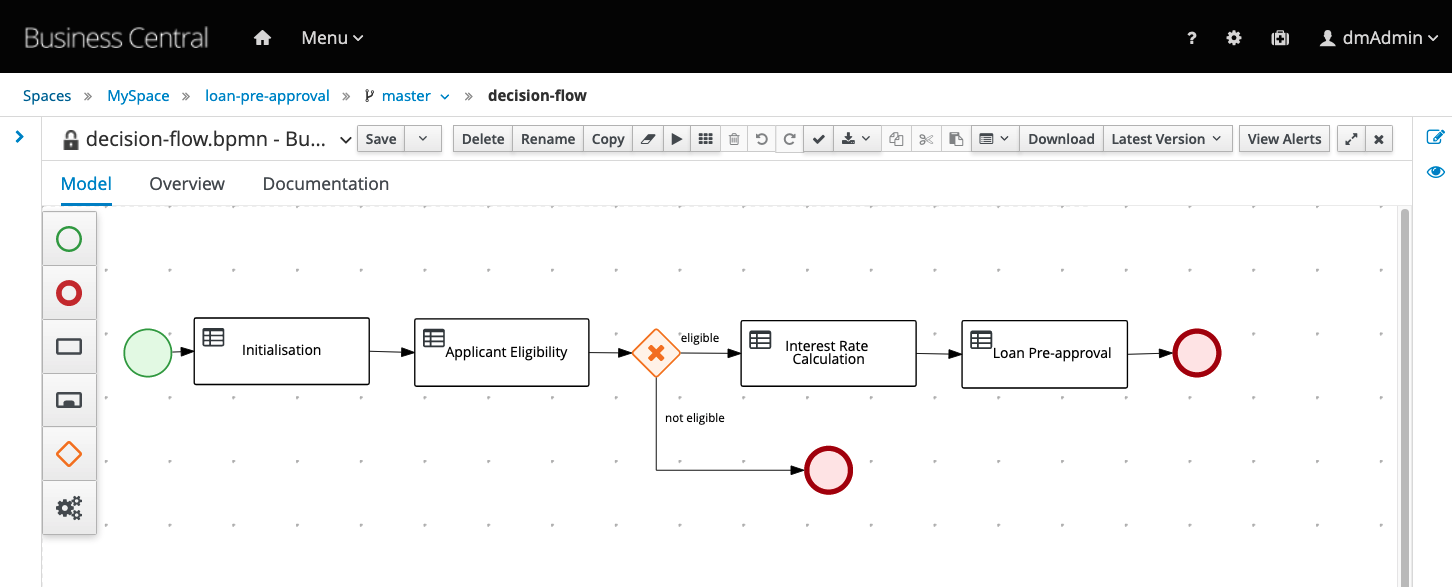 Business Central Menu ? dmAdmin
Spaces » MySpace » loan-pre-approval » master » decision-flow
decision-flow.bpmn - Bu... Save Delete Rename Copy Download Latest Version View Alerts
Model Overview Documentation
Initialisation
Applicant Eligibility
eligible
Interest Rate
Calculation
Loan Pre-approval
not eligible